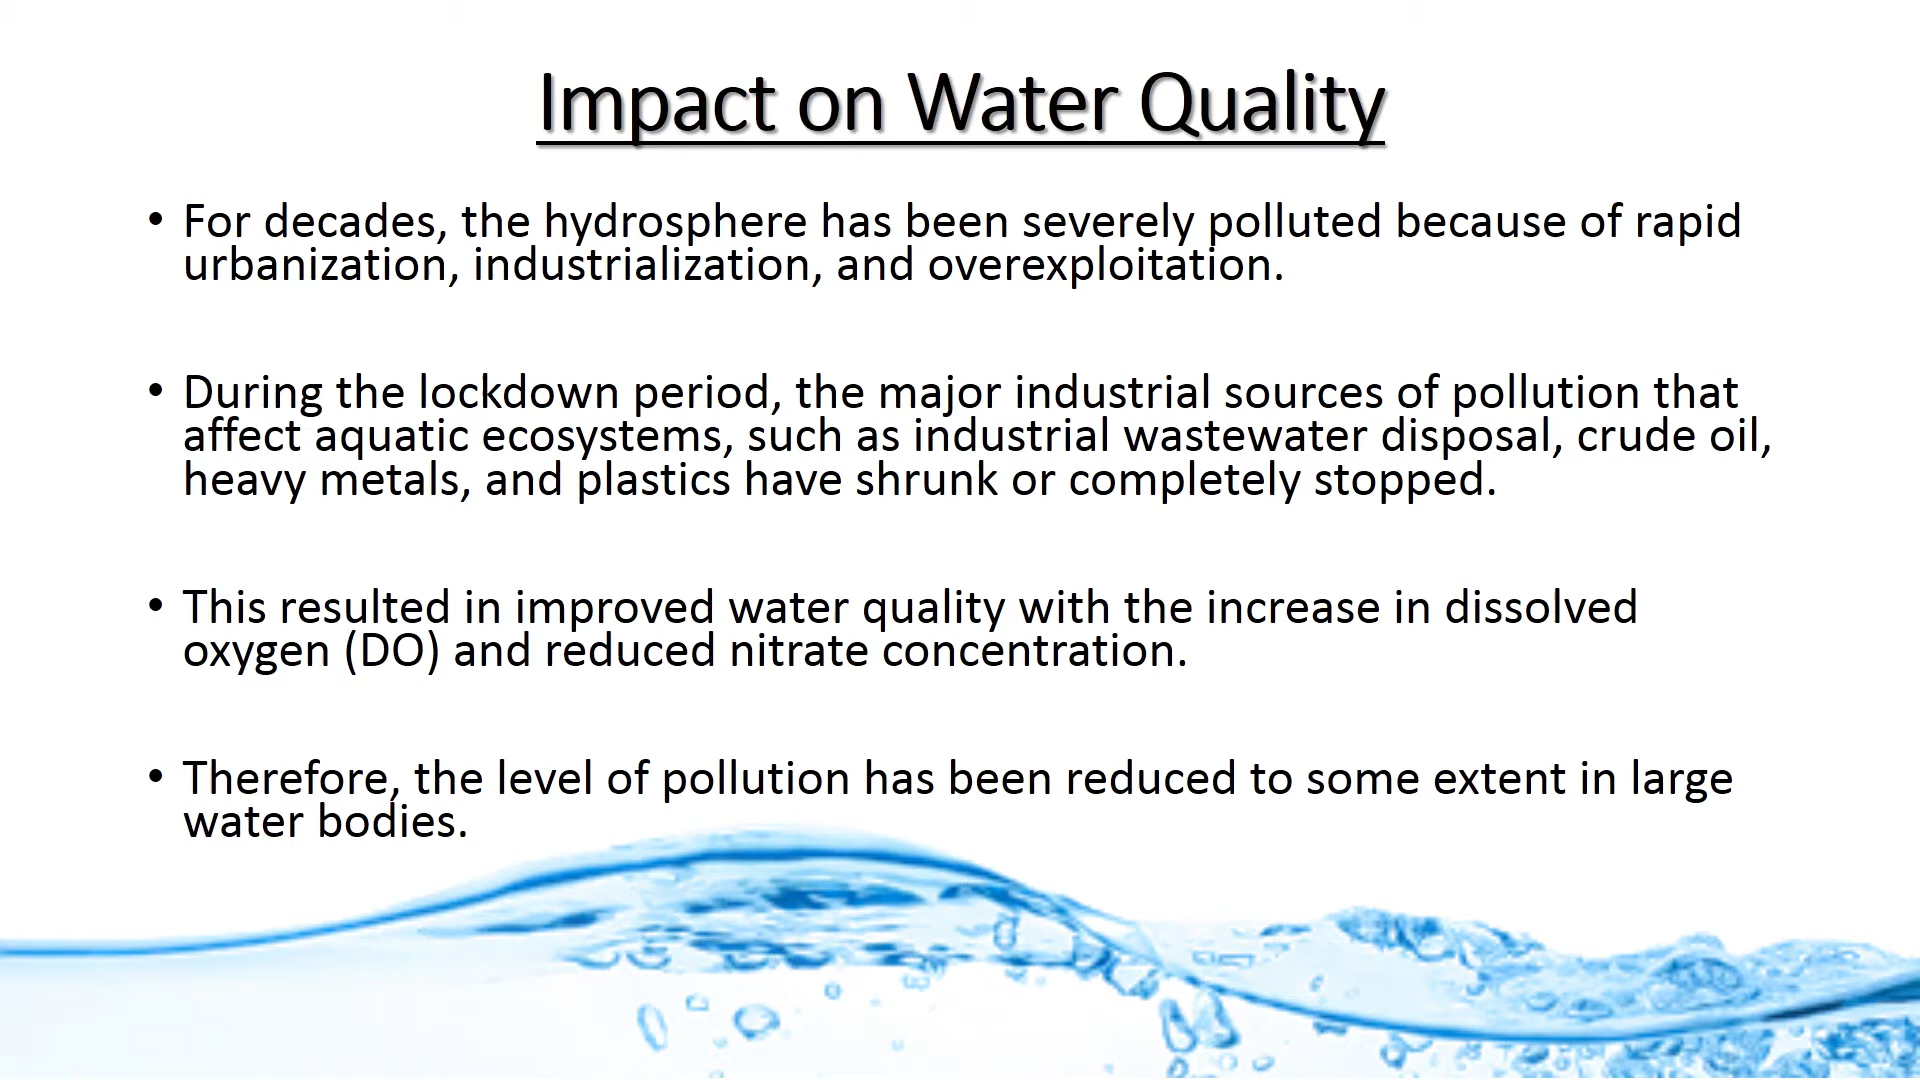 Impact on Water Quality
• For decades, the hydrosphere has been severely polluted because of rapid
urbanization, industrialization, and overexploitation.
• During the lockdown period, the major industrial sources of pollution that
affect aquatic ecosystems, such as industrial wastewater disposal, crude oil,
heavy metals, and plastics have shrunk or completely stopped.
• This resulted in improved water quality with the increase in dissolved
oxygen (DO) and reduced nitrate concentration.
• Therefore, the level of pollution has been reduced to some extent in large
water bodies.